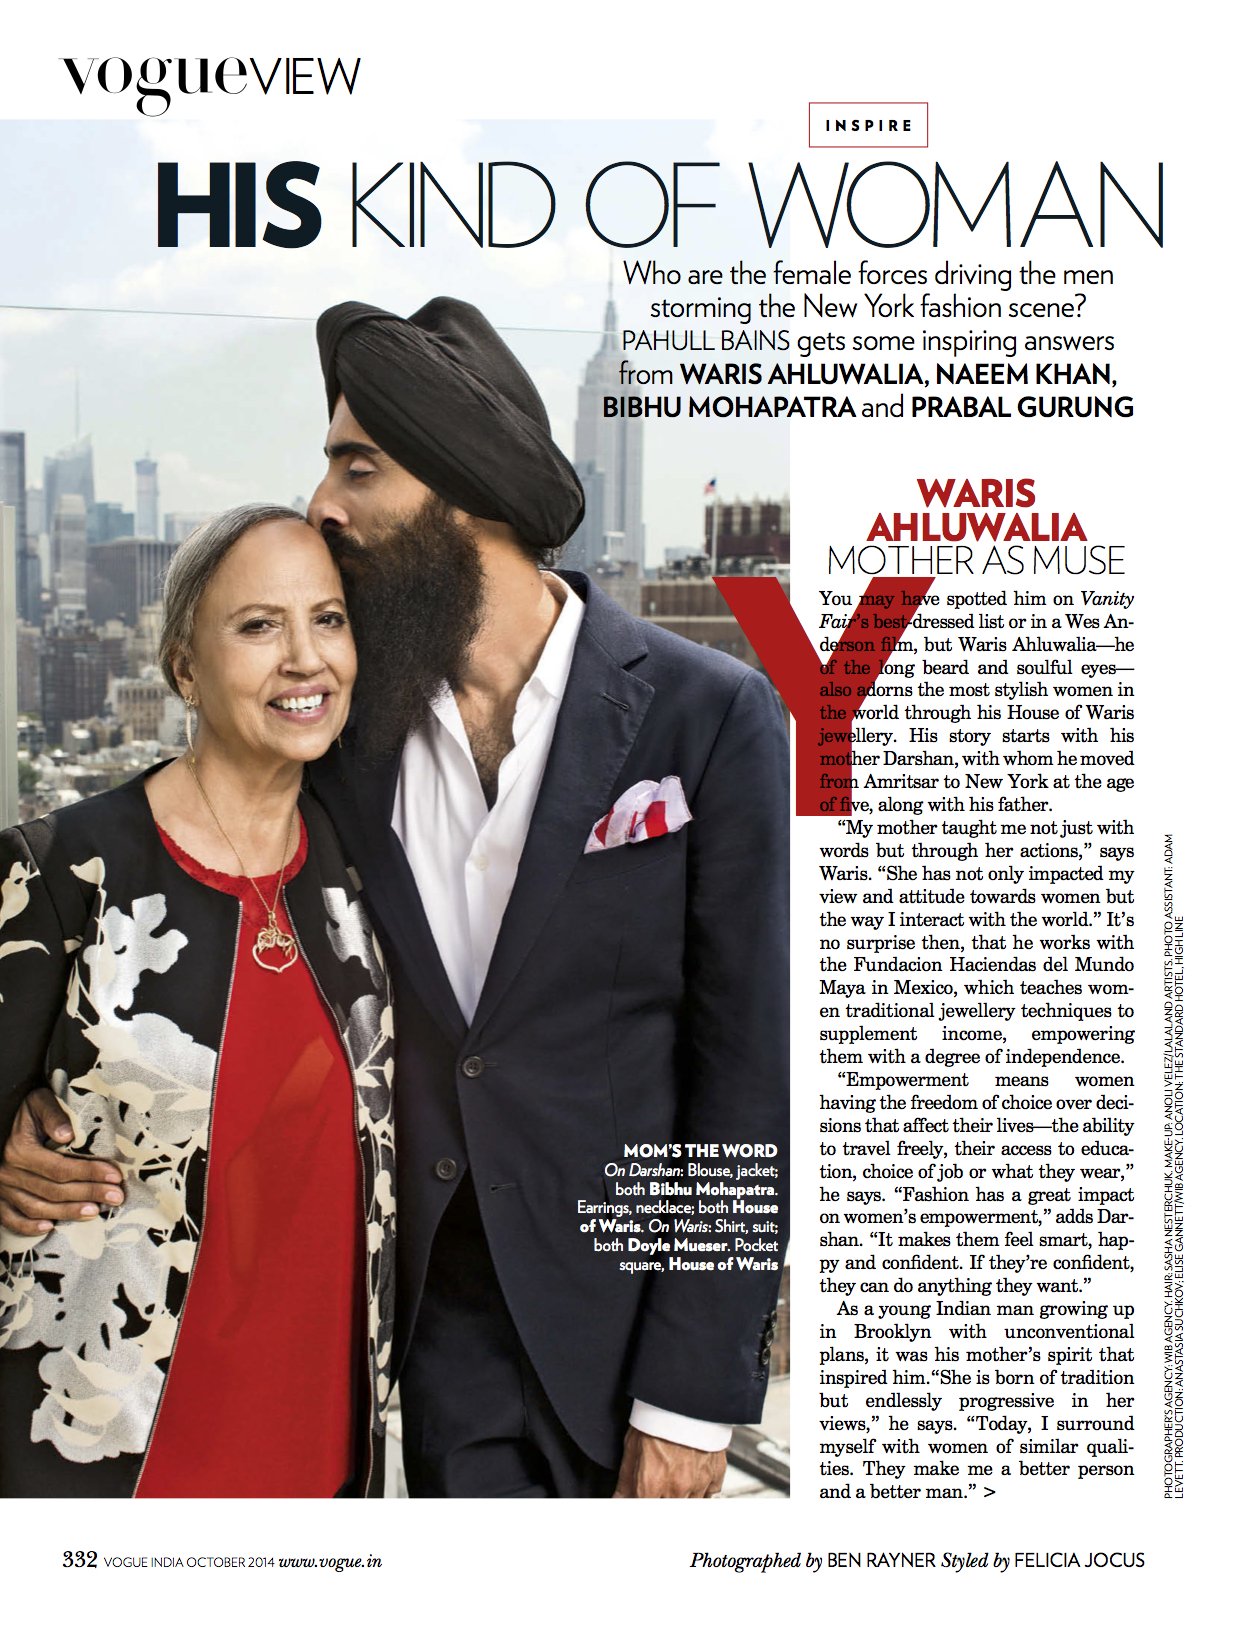 vogueVIEW
INSPIRE
HIS KIND OF WOMAN
Who are the female forces driving the men
storming the New York fashion scene?
PAHULL BAINS gets some inspiring answers
from WARIS AHLUWALIA, NAEEM KHAN,
BIBHU MOHAPATRA and PRABAL GURUNG
WARIS
AHLUWALIA
MOTHER AS MUSE
Y
You may have spotted him on Vanity
Fair's best-dressed list or in a Wes An-
derson film, but Waris Ahluwalia—he
of the long beard and soulful eyes—
also adorns the most stylish women in
the world through his House of Waris
jewellery. His story starts with his
mother Darshan, with whom he moved
from Amritsar to New York at the age
of five, along with his father.
“My mother taught me not just with
words but through her actions,” says
Waris. “She has not only impacted my
view and attitude towards women but
the way I interact with the world.” It’s
no surprise then, that he works with
the Fundacion Haciendas del Mundo
Maya in Mexico, which teaches wom-
en traditional jewellery techniques to
supplement income, empowering
them with a degree of independence.
“Empowerment means women
having the freedom of choice over deci-
sions that affect their lives—the ability
to travel freely, their access to educa-
tion, choice of job or what they wear,”
he says. “Fashion has a great impact
on women’s empowerment,” adds Dar-
shan. “It makes them feel smart, hap-
py and confident. If they’re confident,
they can do anything they want.”
As a young Indian man growing up
in Brooklyn with unconventional
plans, it was his mother’s spirit that
inspired him.“She is born of tradition
but endlessly progressive in her
views,” he says. “Today, I surround
myself with women of similar quali-
ties. They make me a better person
and a better man.” >
MOM’S THE WORD
On Darshan: Blouse, jacket;
both Bibhu Mohapatra.
Earrings, necklace; both House
of Waris. On Waris: Shirt, suit;
both Doyle Mueser. Pocket
square, House of Waris
PHOTOGRAPHER’S AGENCY: WIB AGENCY. HAIR: SASHA NESTERCHUK. MAKE-UP: ANOLI VELEZ/LALALAND ARTISTS. PHOTO ASSISTANT: ADAM
LEVETT. PRODUCTION: ANASTASIA SUCHKOV; ELISE GANNETT/WIB AGENCY. LOCATION: THE STANDARD HOTEL, HIGH LINE
332 VOGUE INDIA OCTOBER 2014 www.vogue.in
Photographed by BEN RAYNER Styled by FELICIA JOCUS